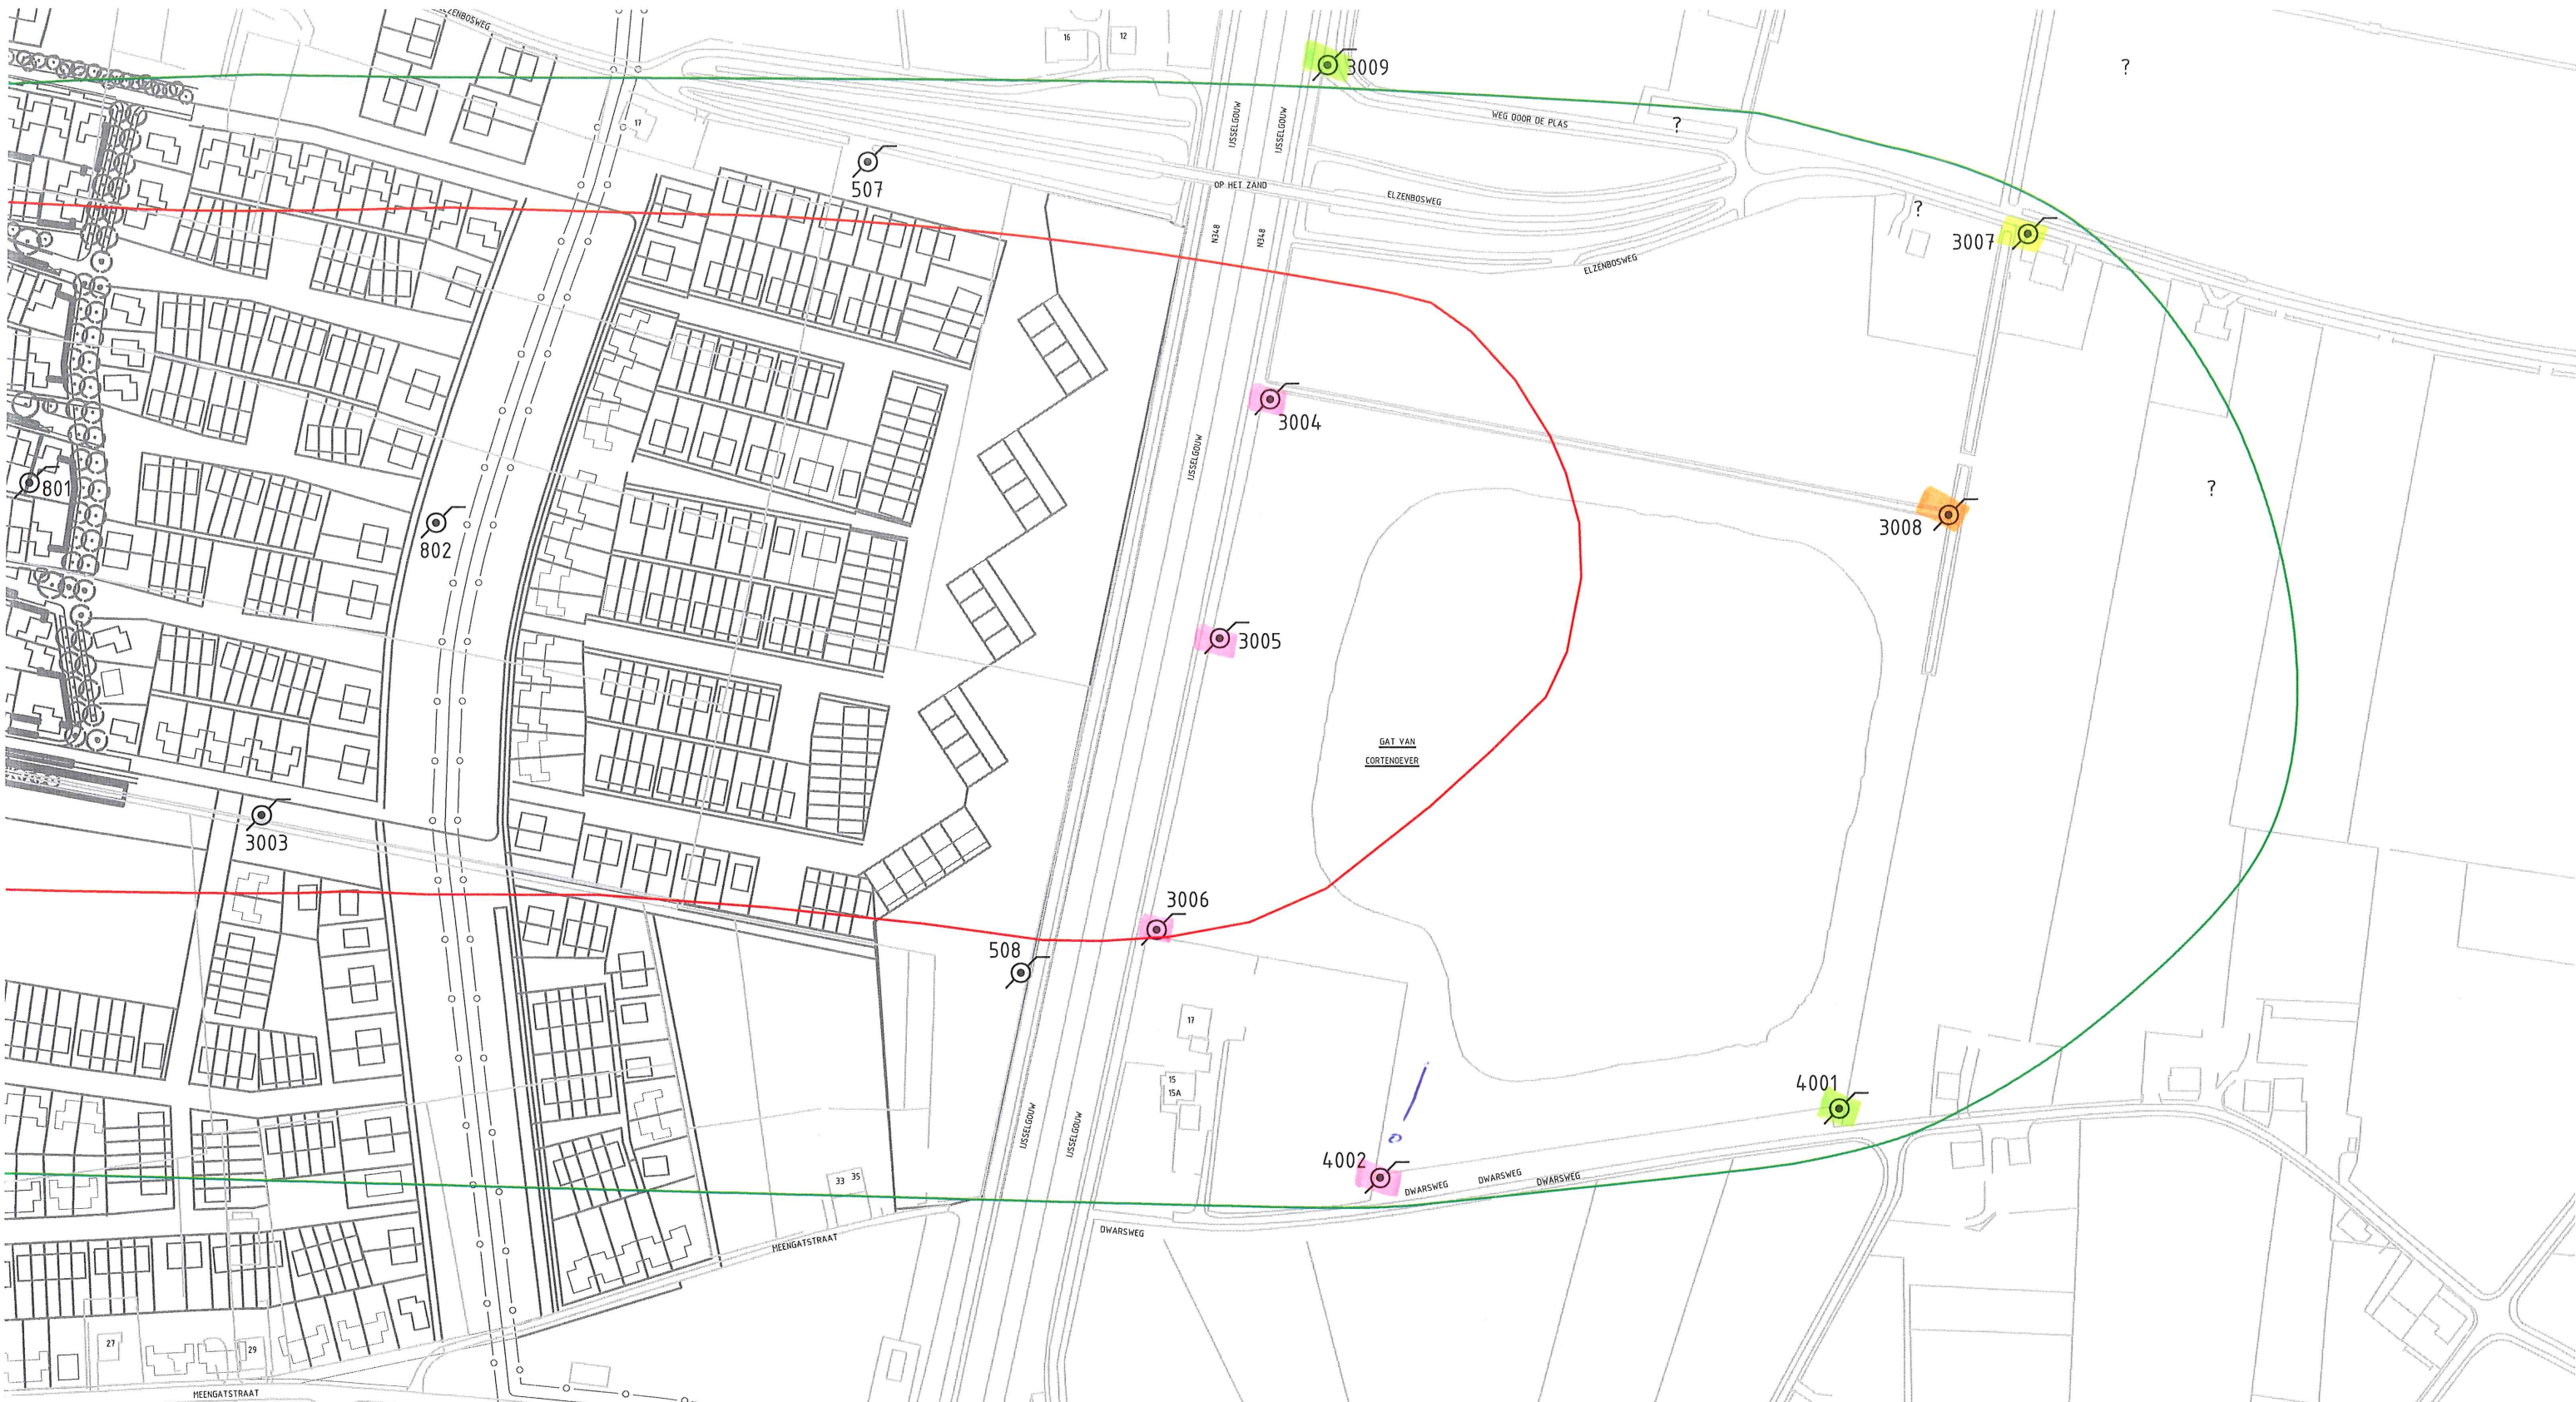 ELZENBOSWEG
16
12
3009
?
17
507
IJSSELGOUW
IJSSELGOUW
WEG DOOR DE PLAS
?
OP HET ZAND
ELZENBOSWEG
N348
N348
ELZENBOSWEG
?
3007
3004
801
802
IJSSELGOUW
?
3008
3005
GAT VAN
CORTENOEVER
3003
3006
508
17
15
15A
4001
IJSSELGOUW
IJSSELGOUW
4002
33 35
DWARSWEG
DWARSWEG
DWARSWEG
DWARSWEG
MEENGATSTRAAT
27
29
MEENGATSTRAAT